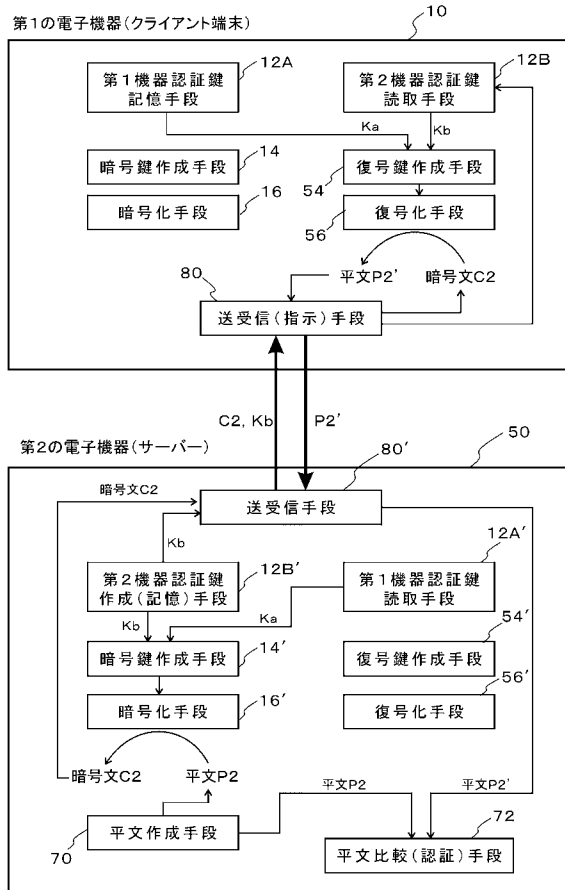 第1の電子機器(クライアント端末)
10
12A
12B
第1機器認証鍵
記憶手段
第2機器認証鍵
読取手段
Ka
Kb
14
暗号鍵作成手段
54
復号鍵作成手段
16
暗号化手段
56
復号化手段
80
平文P2'
暗号文C2
送受信(指示)手段
C2, Kb
P2'
第2の電子機器(サーバー)
50
80'
暗号文C2
送受信手段
Kb
12A'
第2機器認証鍵
作成(記憶)手段
12B'
第1機器認証鍵
読取手段
Kb
Ka
14'
54'
暗号鍵作成手段
復号鍵作成手段
16'
56'
暗号化手段
復号化手段
暗号文C2
平文P2
平文P2
平文P2'
70
平文作成手段
72
平文比較(認証)手段